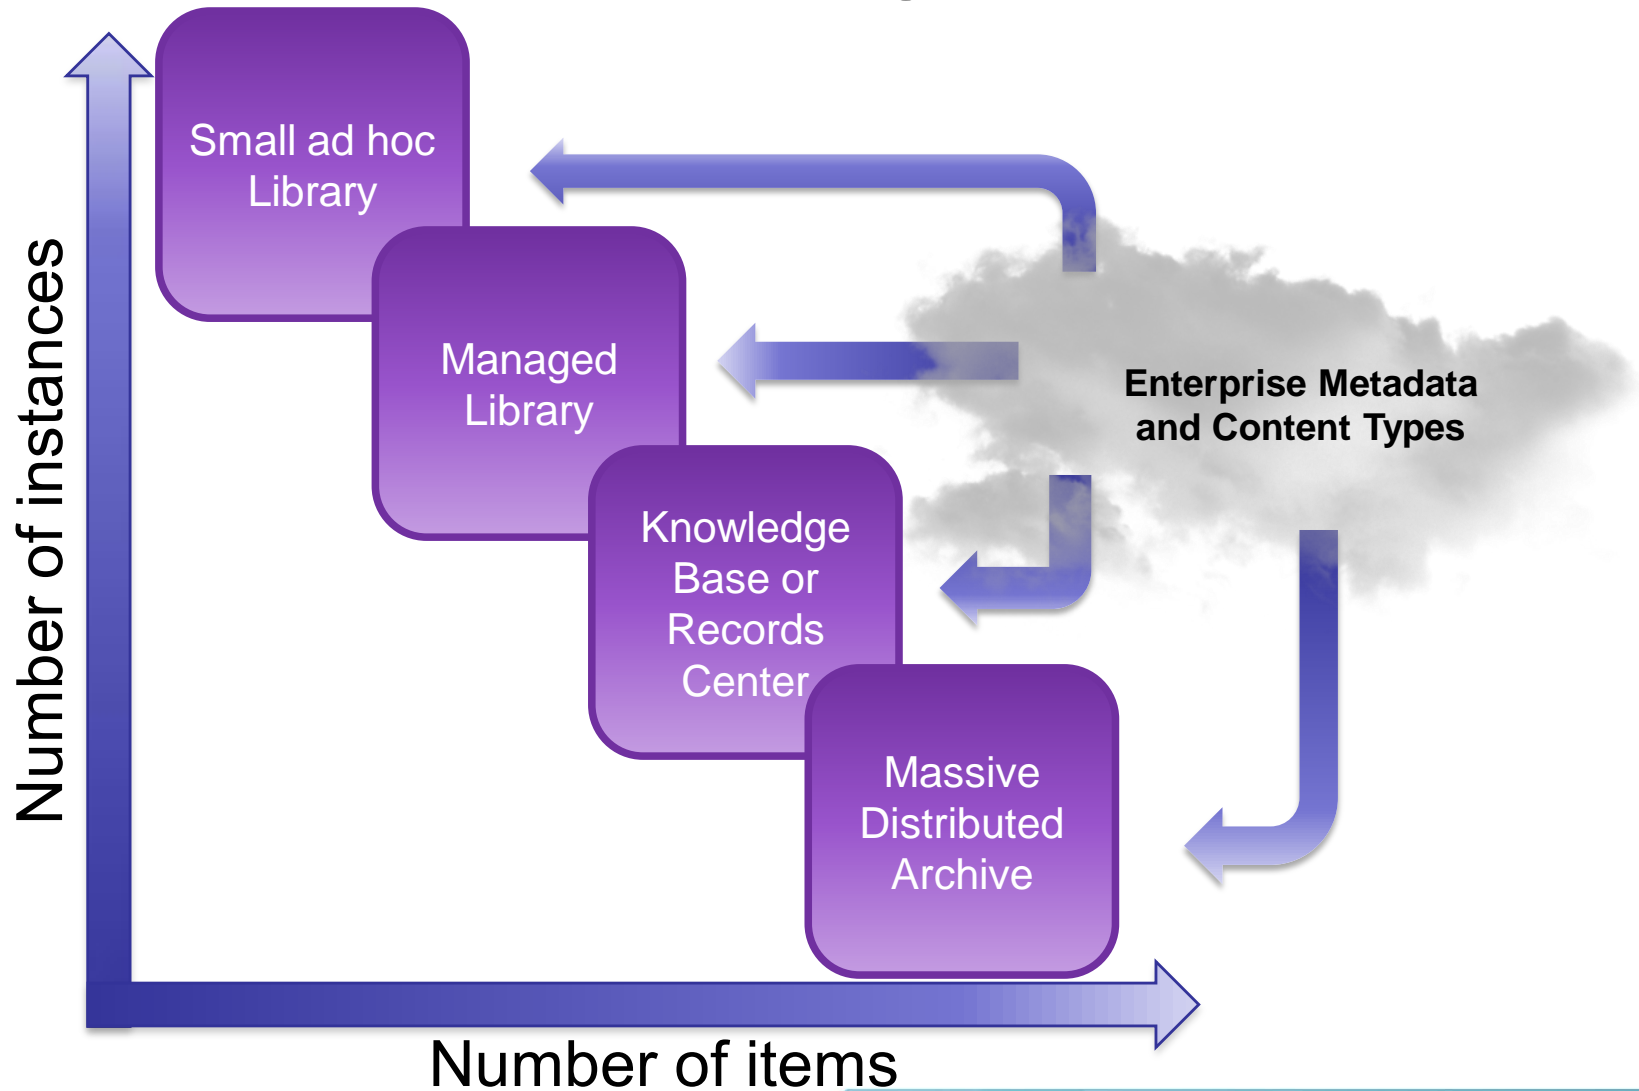 Small ad hoc
Library
Managed
Library
Knowledge
Base or
Records
Center
Massive
Distributed
Archive
Enterprise Metadata
and Content Types
Number of instances
Number of items